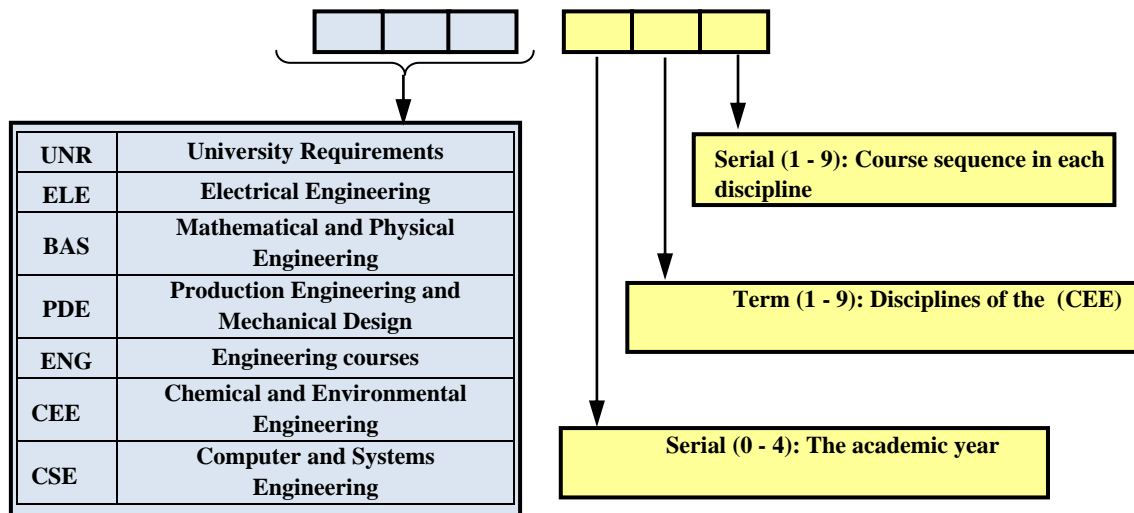 UNR University Requirements
ELE Electrical Engineering
BAS Mathematical and Physical
Engineering
PDE Production Engineering and
Mechanical Design
ENG Engineering courses
CEE Chemical and Environmental
Engineering
CSE Computer and Systems
Engineering
Serial (1 - 9): Course sequence in each
discipline
Term (1 - 9): Disciplines of the (CEE)
Serial (0 - 4): The academic year